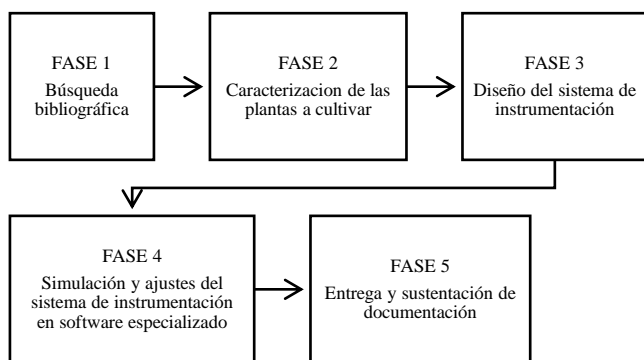 FASE 1
Búsqueda
bibliográfica
FASE 2
Caracterizacion de las
plantas a cultivar
FASE 3
Diseño del sistema de
instrumentación
FASE 4
Simulación y ajustes del
sistema de instrumentación
en software especializado
FASE 5
Entrega y sustentación de
documentación